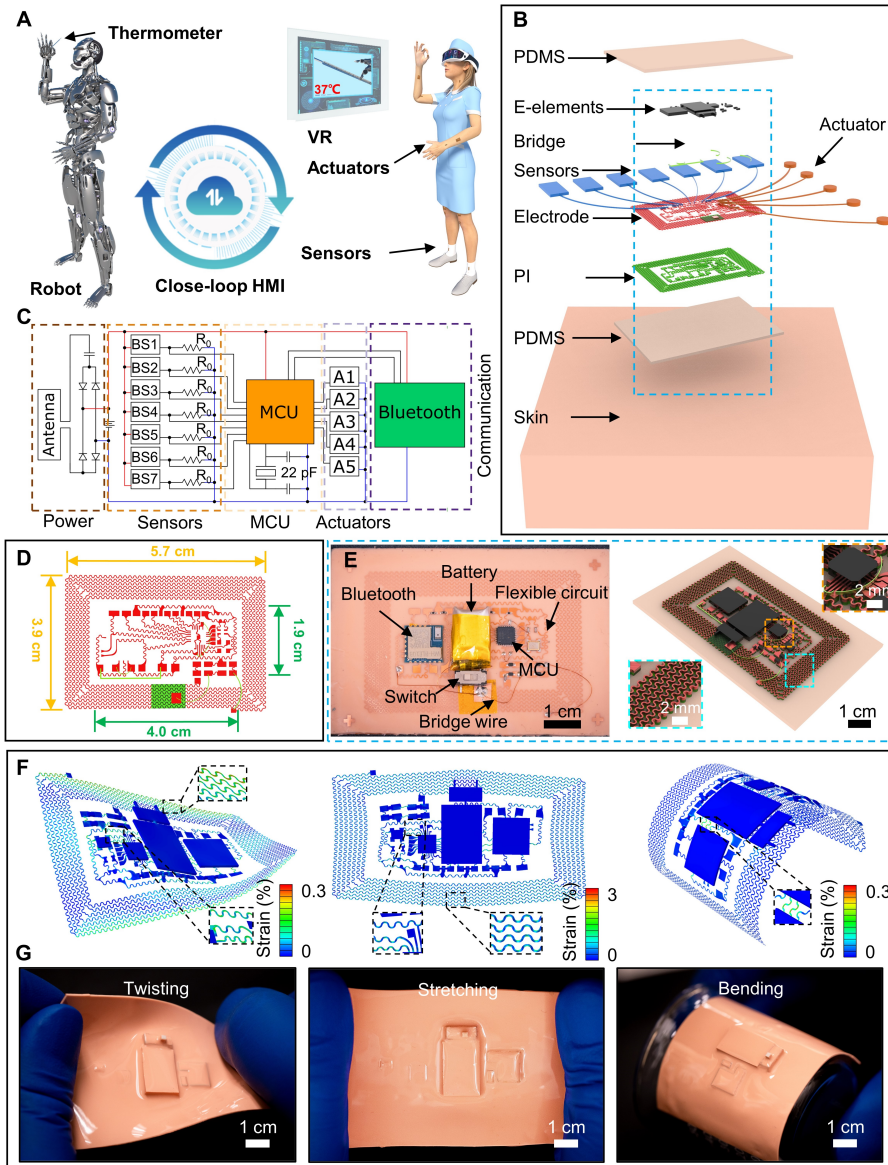 A
Thermometer
37℃
VR
Actuators
Sensors
Robot
Close-loop HMI
B
PDMS
E-elements
Bridge
Actuator
Sensors
Electrode
PI
PDMS
Skin
C
Antenna
BS1
BS2
BS3
BS4
BS5
BS6
BS7
R0
R0
R0
R0
R0
R0
R0
MCU
22 pF
A1
A2
A3
A4
A5
Bluetooth
Communication
Power
Sensors
MCU
Actuators
D
5.7 cm
3.9 cm
1.9 cm
4.0 cm
E
Battery
Bluetooth
Flexible circuit
MCU
Switch
Bridge wire
1 cm
2 mm
2 mm
1 cm
F
Strain (%)
0.3
0
Strain (%)
3
0
Strain (%)
0.3
0
G
Twisting
1 cm
Stretching
1 cm
Bending
1 cm